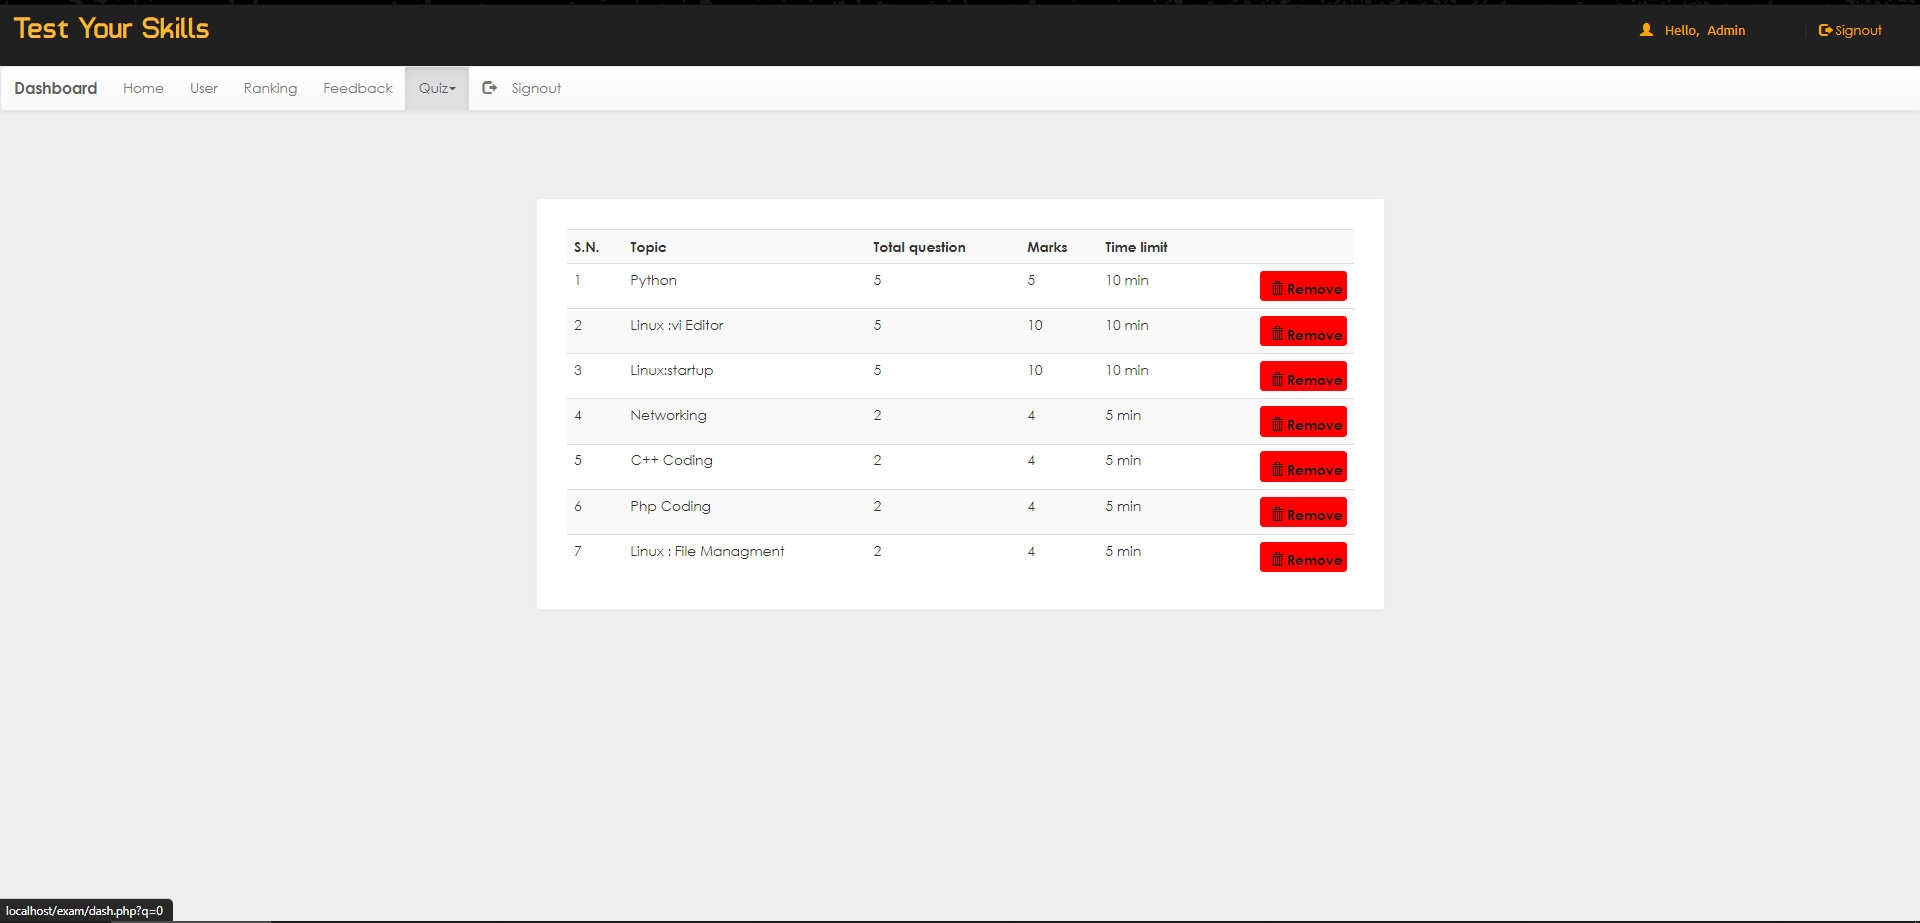 Test Your Skills
Hello, Admin | Signout
Dashboard Home User Ranking Feedback Quiz Signout
S.N. Topic Total question Marks Time limit
1 Python 5 5 10 min Remove
2 Linux :vi Editor 5 10 10 min Remove
3 Linux:startup 5 10 10 min Remove
4 Networking 2 4 5 min Remove
5 C++ Coding 2 4 5 min Remove
6 Php Coding 2 4 5 min Remove
7 Linux : File Managment 2 4 5 min Remove
localhost/exam/dash.php?q=0